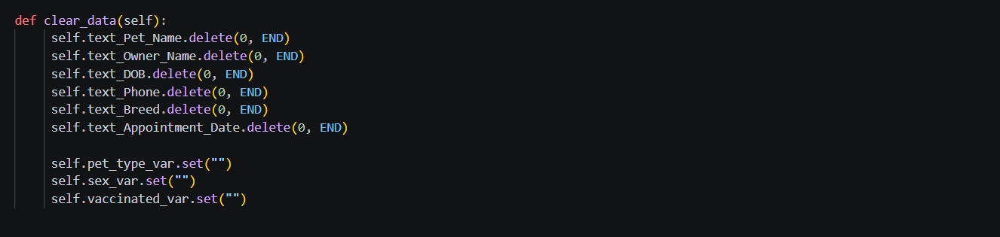 def clear_data(self):
self.text_Pet_Name.delete(0, END)
self.text_Owner_Name.delete(0, END)
self.text_DOB.delete(0, END)
self.text_Phone.delete(0, END)
self.text_Breed.delete(0, END)
self.text_Appointment_Date.delete(0, END)
self.pet_type_var.set("")
self.sex_var.set("")
self.vaccinated_var.set("")